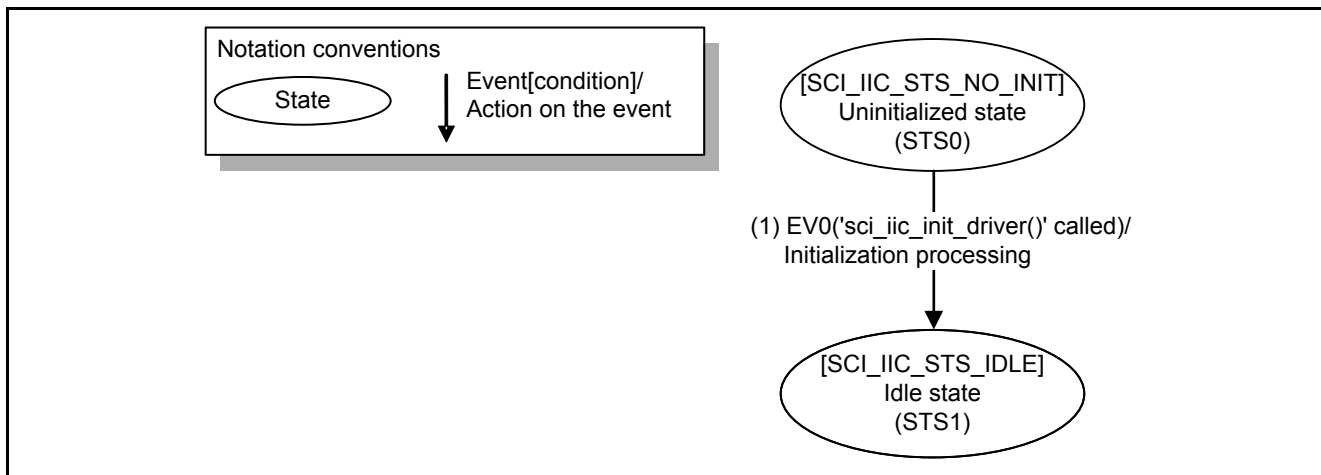 Notation conventions
State
Event[condition]/
Action on the event
[SCI_IIC_STS_NO_INIT]
Uninitialized state
(STS0)
(1) EV0('sci_iic_init_driver()' called)/
Initialization processing
[SCI_IIC_STS_IDLE]
Idle state
(STS1)